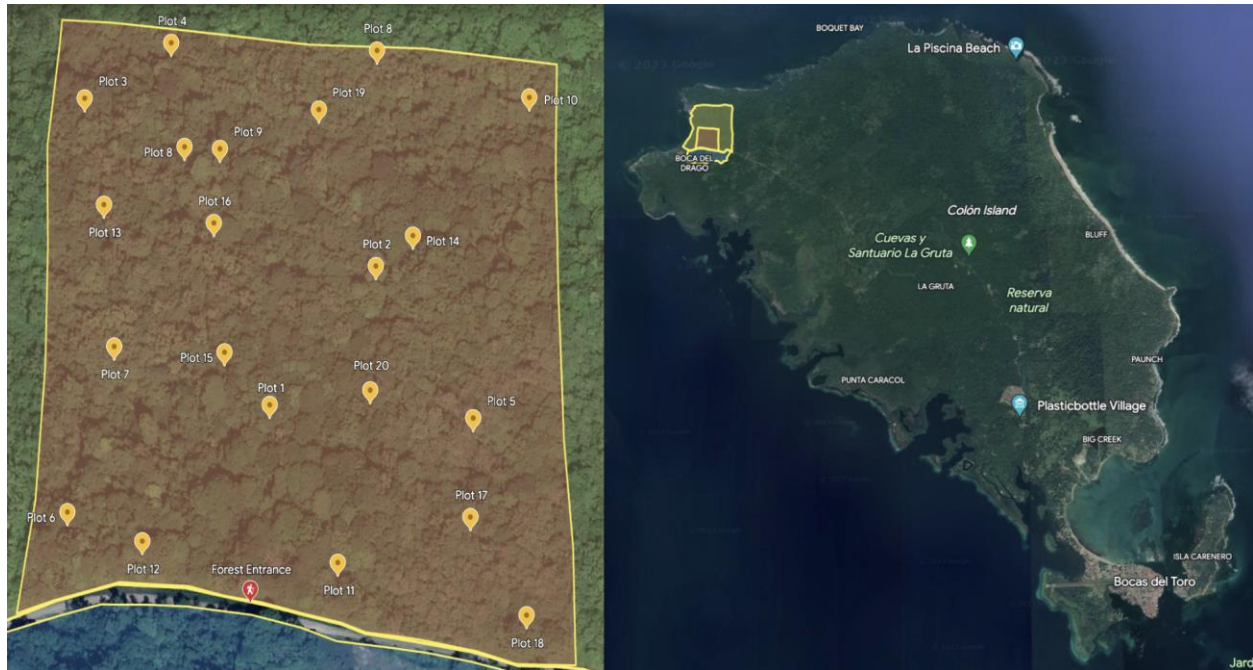 Plot 4
Plot 8
Plot 3
Plot 19
Plot 10
Plot 9
Plot 8
Plot 16
Plot 13
Plot 14
Plot 2
Plot 7
Plot 15
Plot 20
Plot 1
Plot 5
Plot 17
Plot 6
Plot 12
Forest Entrance
Plot 11
Plot 18
BOQUET BAY
La Piscina Beach
BOCA DEL
DRAGO
Colón Island
Cuevas y
Santuario La Gruta
BLUFF
LA GRUTA
Reserva
natural
PAUNCH
PUNTA CARACOL
Plasticbottle Village
BIG CREEK
ISLA CARENERO
Bocas del Toro
Jard